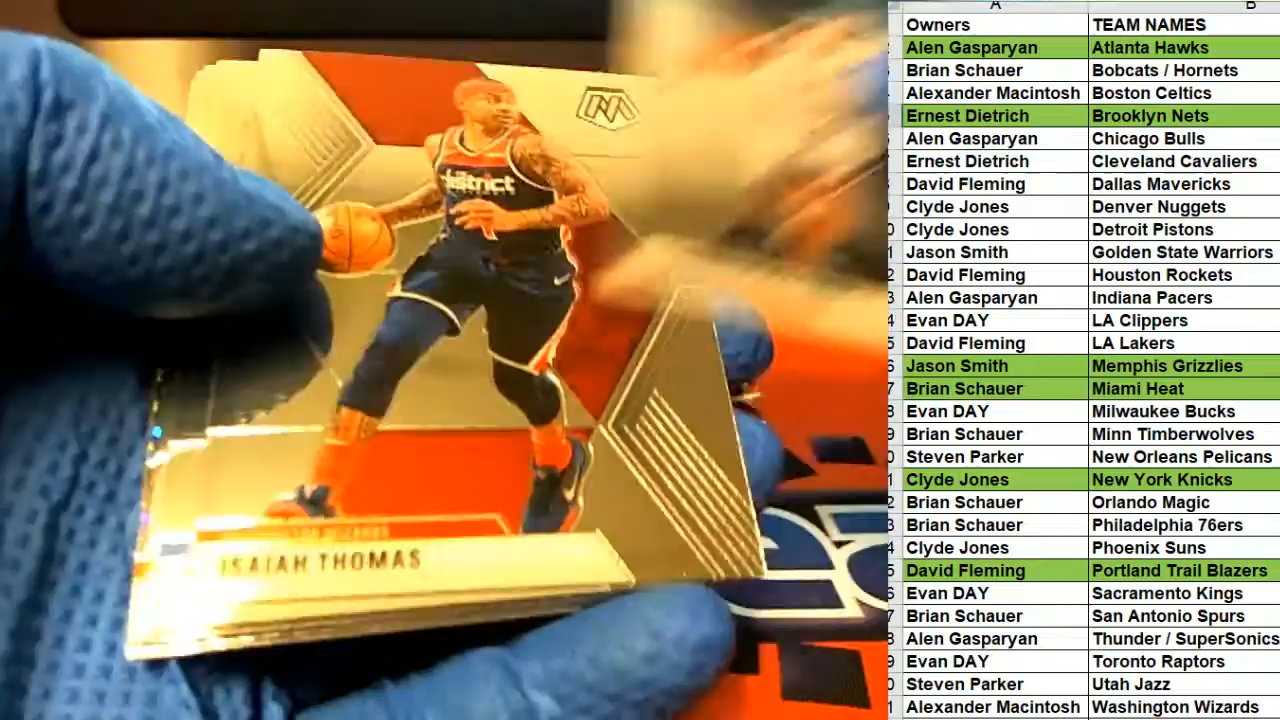 A B
Owners TEAM NAMES
Alen Gasparyan Atlanta Hawks
Brian Schauer Bobcats / Hornets
Alexander Macintosh Boston Celtics
Ernest Dietrich Brooklyn Nets
Alen Gasparyan Chicago Bulls
Ernest Dietrich Cleveland Cavaliers
David Fleming Dallas Mavericks
Clyde Jones Denver Nuggets
Clyde Jones Detroit Pistons
Jason Smith Golden State Warriors
David Fleming Houston Rockets
Alen Gasparyan Indiana Pacers
Evan DAY LA Clippers
David Fleming LA Lakers
Jason Smith Memphis Grizzlies
Brian Schauer Miami Heat
Evan DAY Milwaukee Bucks
Brian Schauer Minn Timberwolves
Steven Parker New Orleans Pelicans
Clyde Jones New York Knicks
Brian Schauer Orlando Magic
Brian Schauer Philadelphia 76ers
Clyde Jones Phoenix Suns
David Fleming Portland Trail Blazers
Evan DAY Sacramento Kings
Brian Schauer San Antonio Spurs
Alen Gasparyan Thunder / SuperSonics
Evan DAY Toronto Raptors
Steven Parker Utah Jazz
Alexander Macintosh Washington Wizards
district
ISAIAH THOMAS